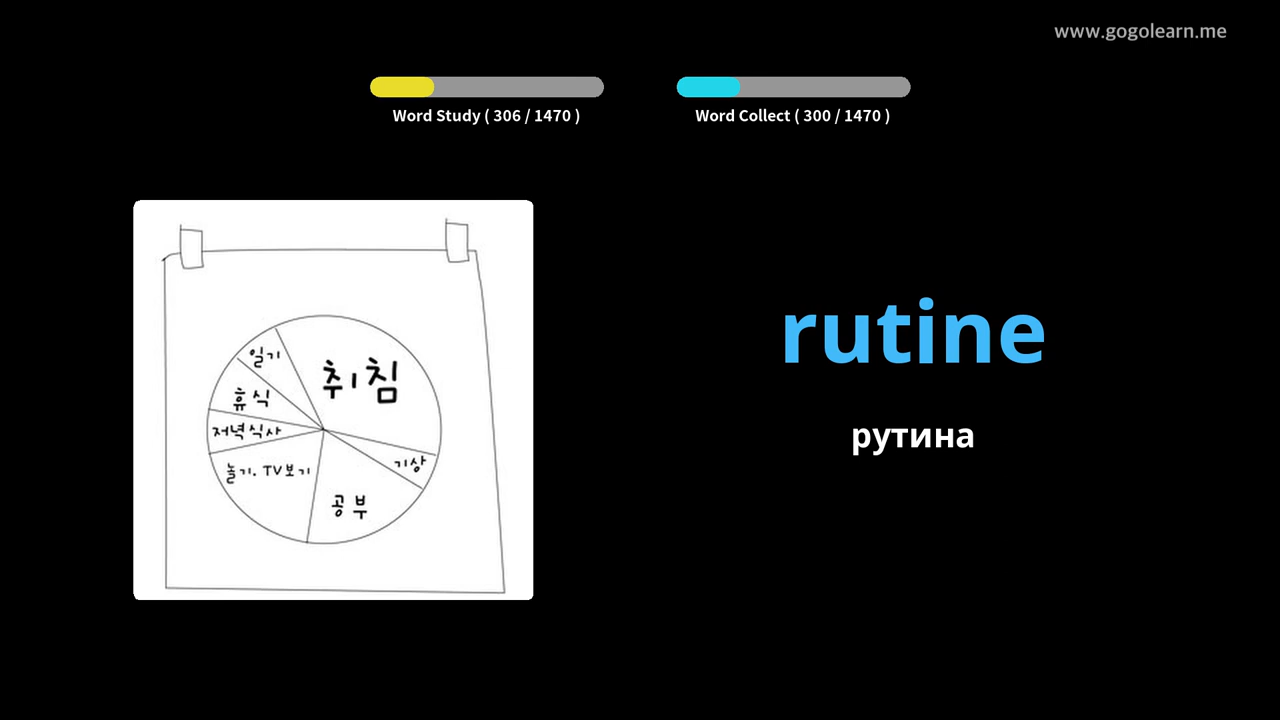 www.gogolearn.me
Word Study ( 306 / 1470 )
Word Collect ( 300 / 1470 )
일기
취침
휴식
저녁식사
기상
놀기. TV보기
공부
rutine
рутина